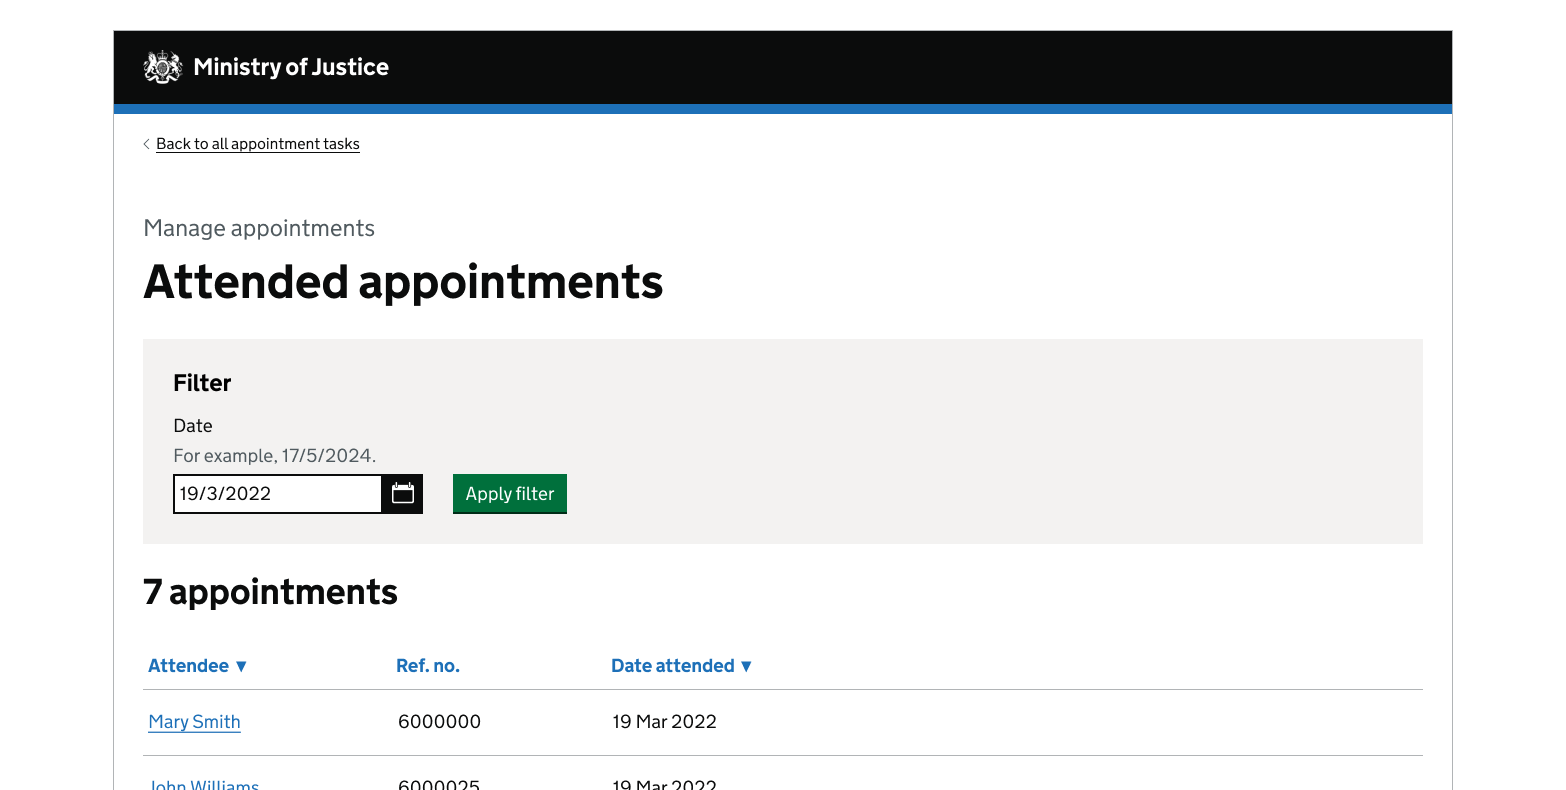 Ministry of Justice
Back to all appointment tasks
Manage appointments
Attended appointments
Filter
Date
For example, 17/5/2024.
19/3/2022
Apply filter
7 appointments
Attendee ▼ Ref. no. Date attended ▼
Mary Smith 6000000 19 Mar 2022
John Williams 6000025 19 Mar 2022